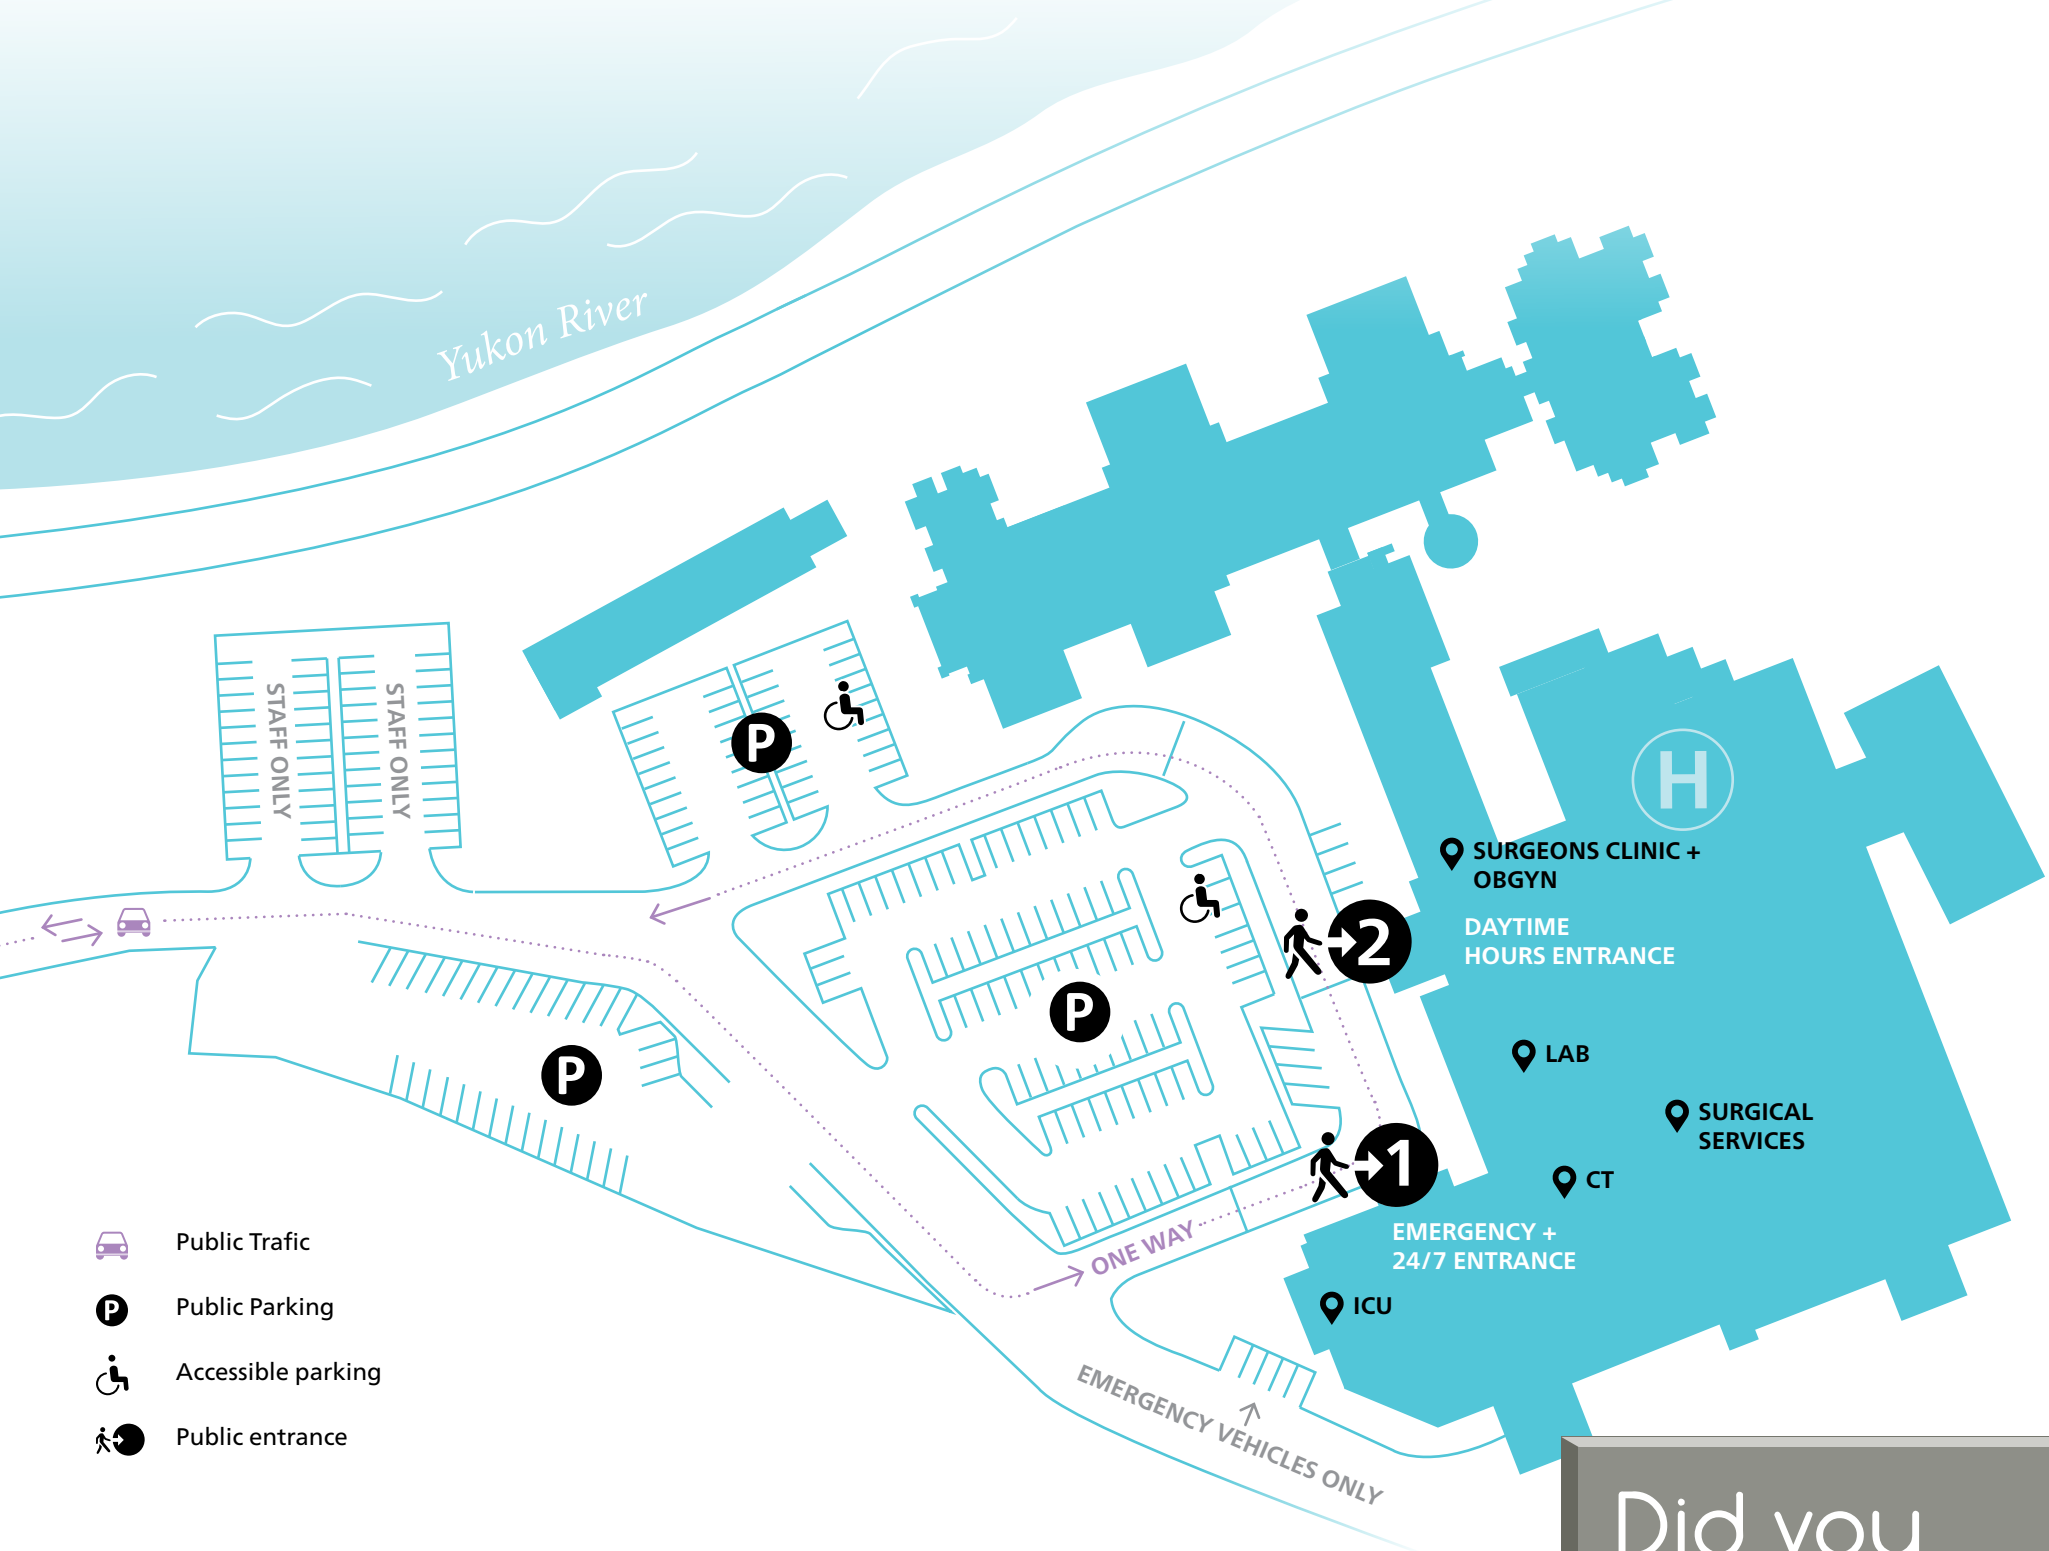 Yukon River
STAFF ONLY
STAFF ONLY
P
P
P
H
SURGEONS CLINIC +
OBGYN
2
DAYTIME
HOURS ENTRANCE
LAB
SURGICAL
SERVICES
1
CT
EMERGENCY +
24/7 ENTRANCE
ONE WAY
ICU
EMERGENCY VEHICLES ONLY
Public Trafic
P Public Parking
Accessible parking
Public entrance
Did you